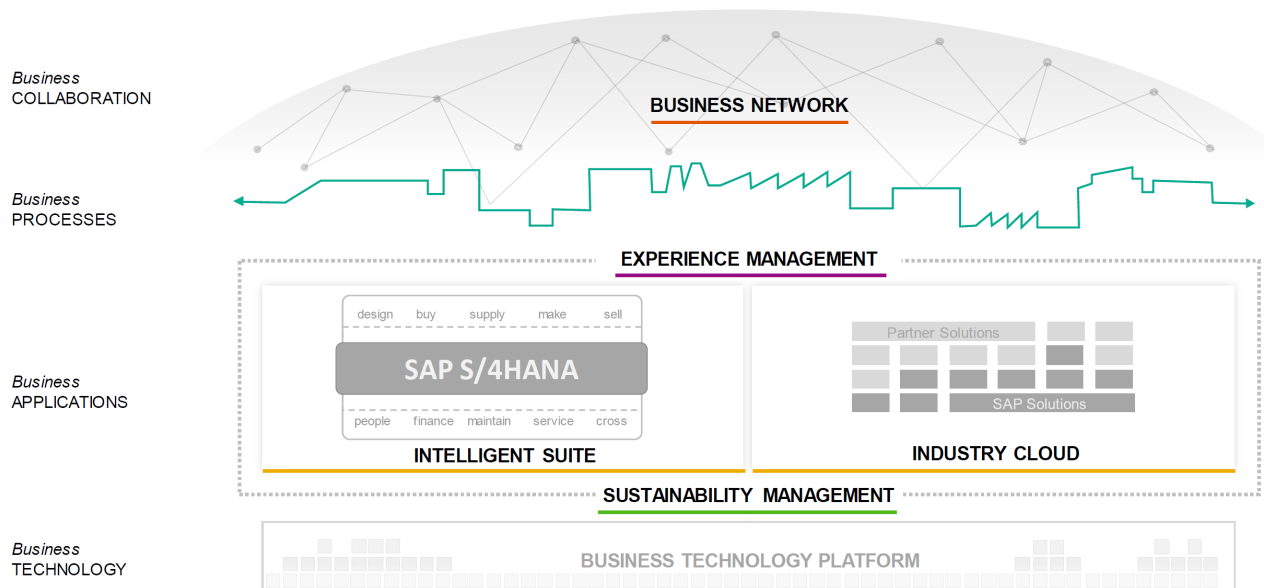 Business
COLLABORATION
BUSINESS NETWORK
Business
PROCESSES
EXPERIENCE MANAGEMENT
design buy supply make sell
SAP S/4HANA
people finance maintain service cross
INTELLIGENT SUITE
Partner Solutions
SAP Solutions
INDUSTRY CLOUD
Business
APPLICATIONS
SUSTAINABILITY MANAGEMENT
Business
TECHNOLOGY
BUSINESS TECHNOLOGY PLATFORM